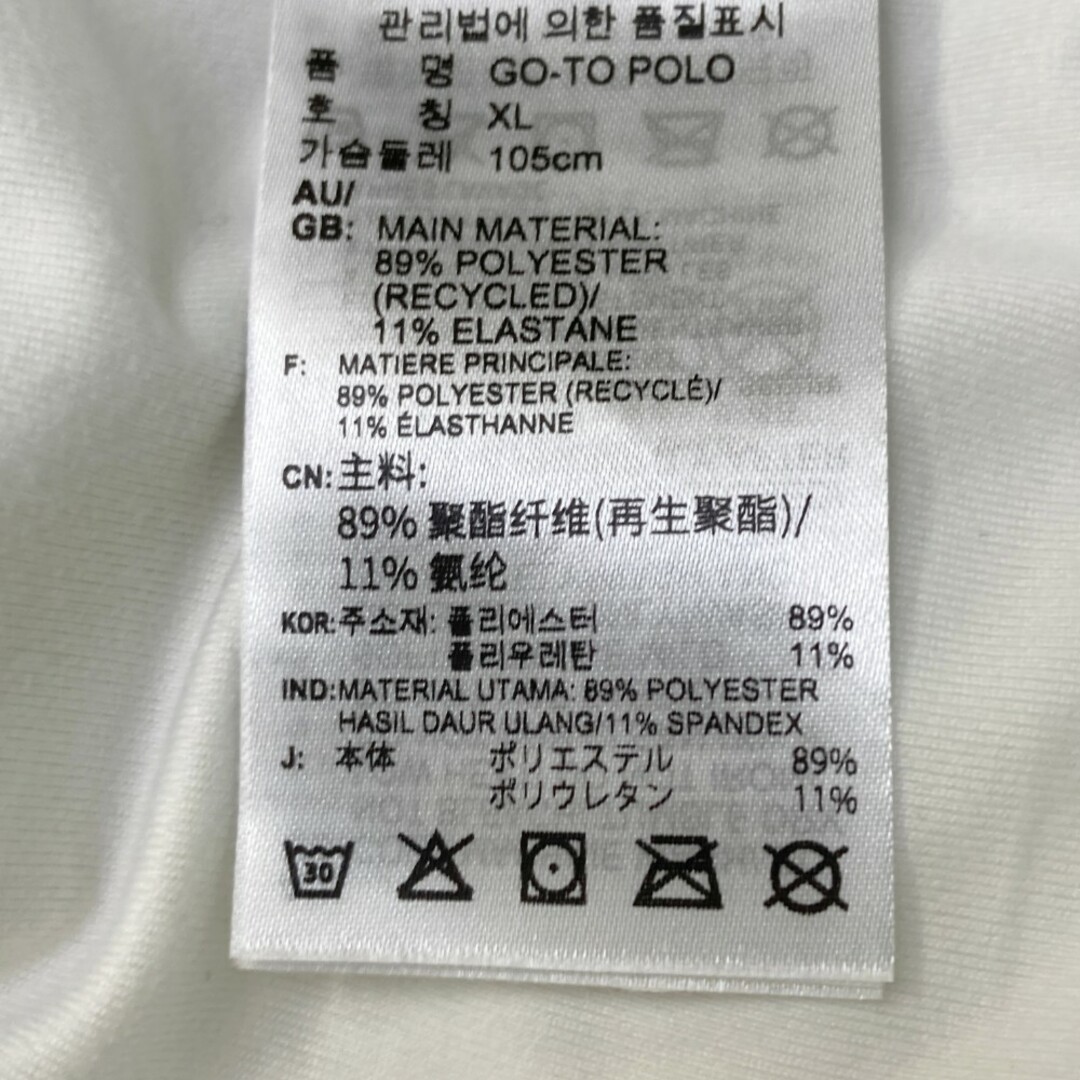 관리법에 의한 품질표시
품 명 GO-TO POLO
호 칭 XL
가슴둘레 105cm
AU/
GB: MAIN MATERIAL:
89% POLYESTER
(RECYCLED)/
11% ELASTANE
F: MATIERE PRINCIPALE:
89% POLYESTER (RECYCLÉ)/
11% ÉLASTHANNE
CN: 主料:
89% 聚酯纤维(再生聚酯)/
11% 氨纶
KOR: 주소재: 폴리에스터 89%
폴리우레탄 11%
IND: MATERIAL UTAMA: 89% POLYESTER
HASIL DAUR ULANG/11% SPANDEX
J: 本体 ポリエステル 89%
ポリウレタン 11%
30